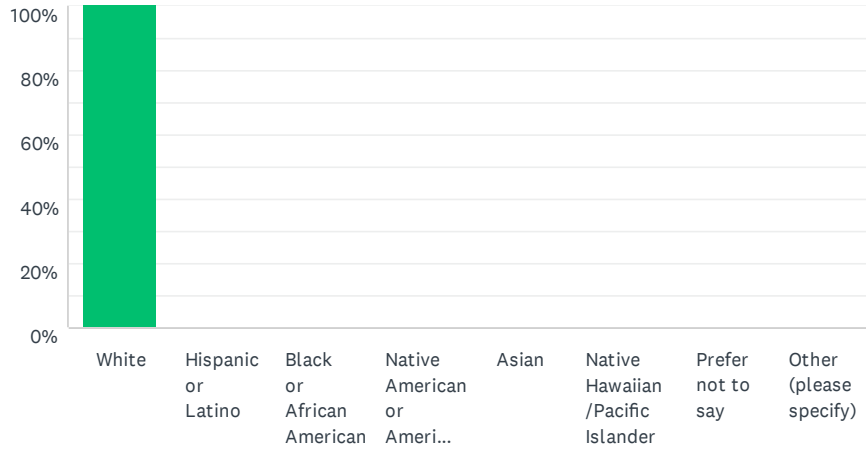 100%
80%
60%
40%
20%
0%
White
Hispanic
or
Latino
Black
or
African
American
Native
American
or
Ameri...
Asian
Native
Hawaiian
/Pacific
Islander
Prefer
not to
say
Other
(please
specify)